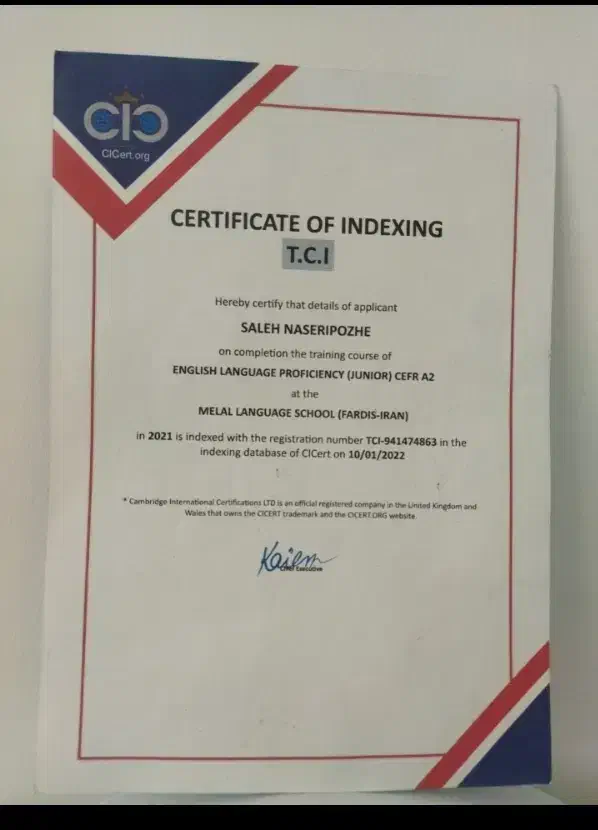 CIC
CICert.org
CERTIFICATE OF INDEXING
T.C.I
Hereby certify that details of applicant
SALEH NASERIPOZHE
on completion the training course of
ENGLISH LANGUAGE PROFICIENCY (JUNIOR) CEFR A2
at the
MELAL LANGUAGE SCHOOL (FARDIS-IRAN)
in 2021 is indexed with the registration number TCI-941474863 in the
indexing database of CICert on 10/01/2022
* Cambridge International Certifications LTD is an official registered company in the United Kingdom and
Wales that owns the CICERT trademark and the CICERT.ORG website.
Chief Executive